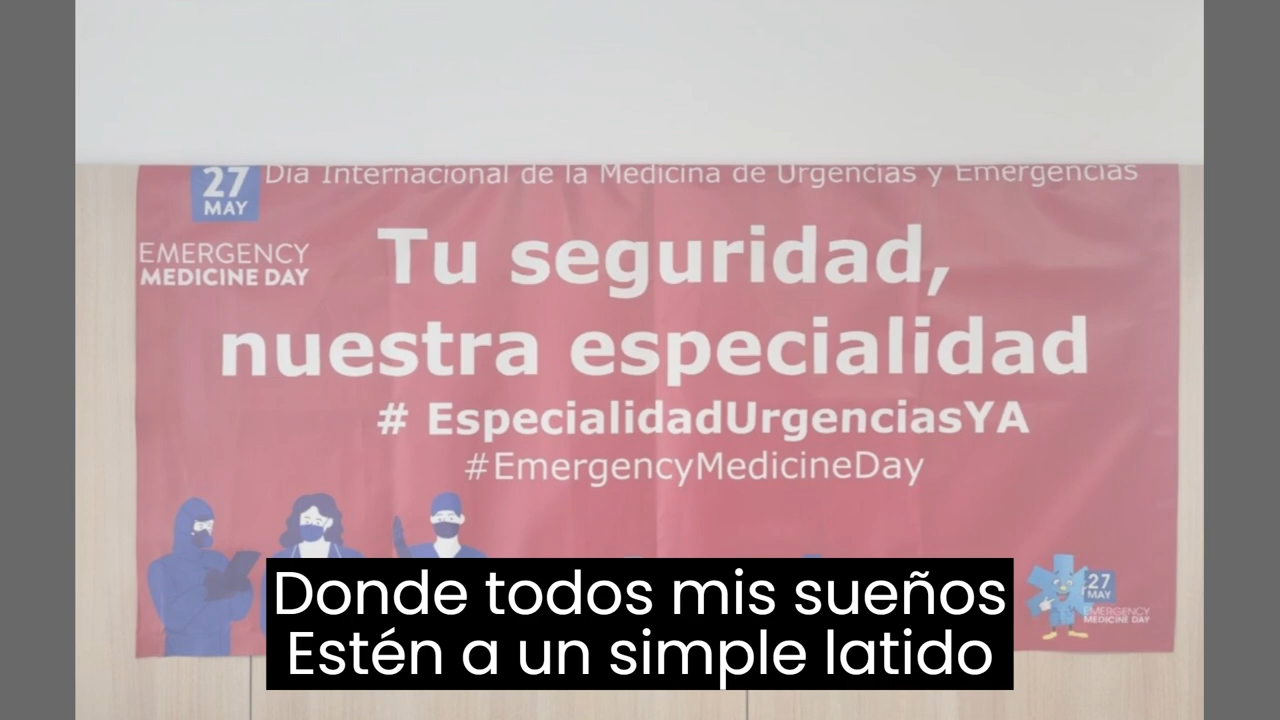 27
MAY
Día Internacional de la Medicina de Urgencias y Emergencias
EMERGENCY
MEDICINE DAY
Tu seguridad,
nuestra especialidad
# EspecialidadUrgenciasYA
#EmergencyMedicineDay
27
MAY
EMERGENCY
MEDICINE DAY
Donde todos mis sueños
Estén a un simple latido